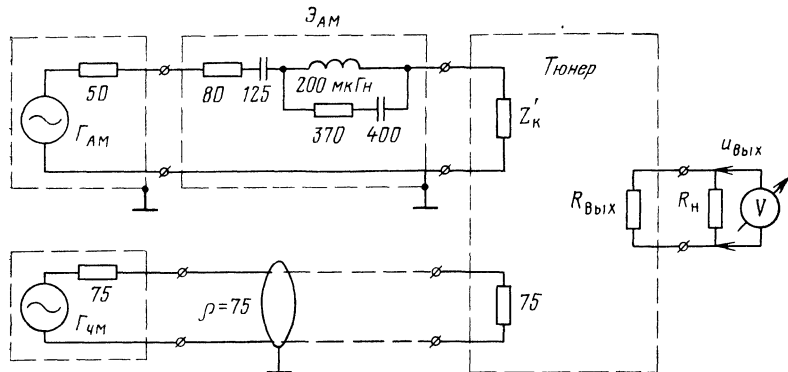 Э_АМ
50
Г_АМ
80
125
200 мкГн
370
400
Тюнер
Z'_к
R_вых
R_н
u_вых
V
75
Г_ЧМ
ρ=75
75